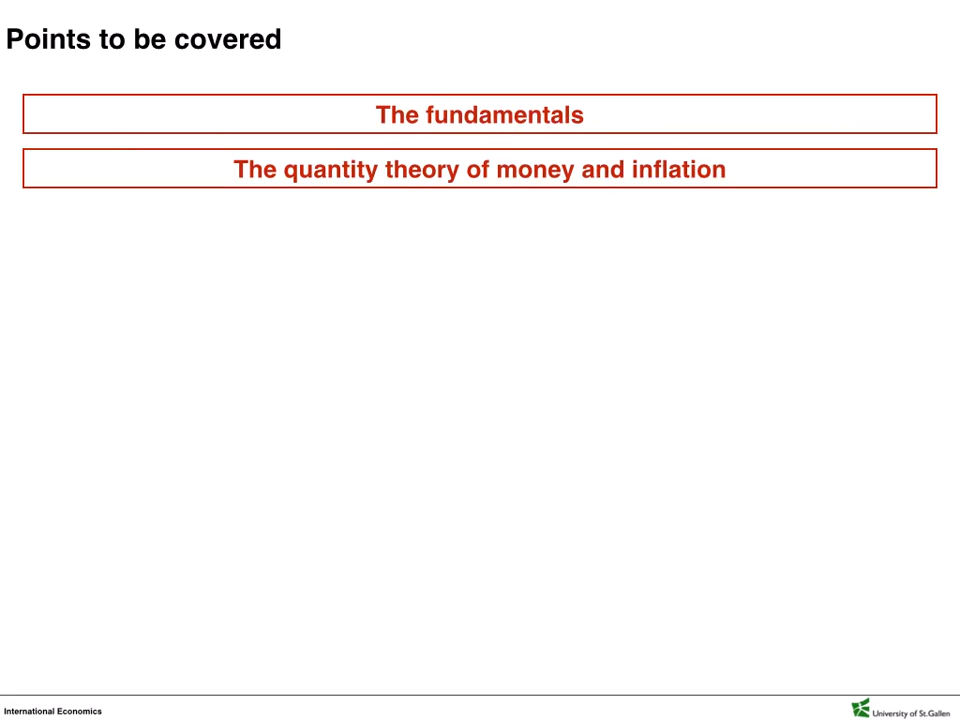 Points to be covered
The fundamentals
The quantity theory of money and inflation
International Economics
University of St.Gallen